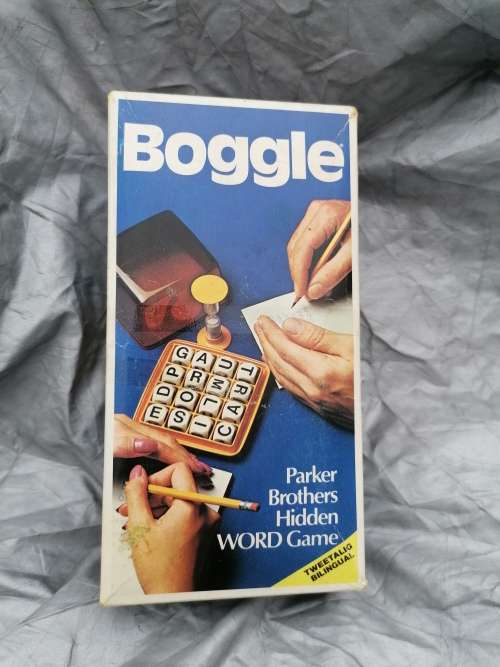 Boggle
G A U T
P R M R
D O L A
E S I C
Parker
Brothers
Hidden
WORD Game
TWEETALIG
BILINGUAL